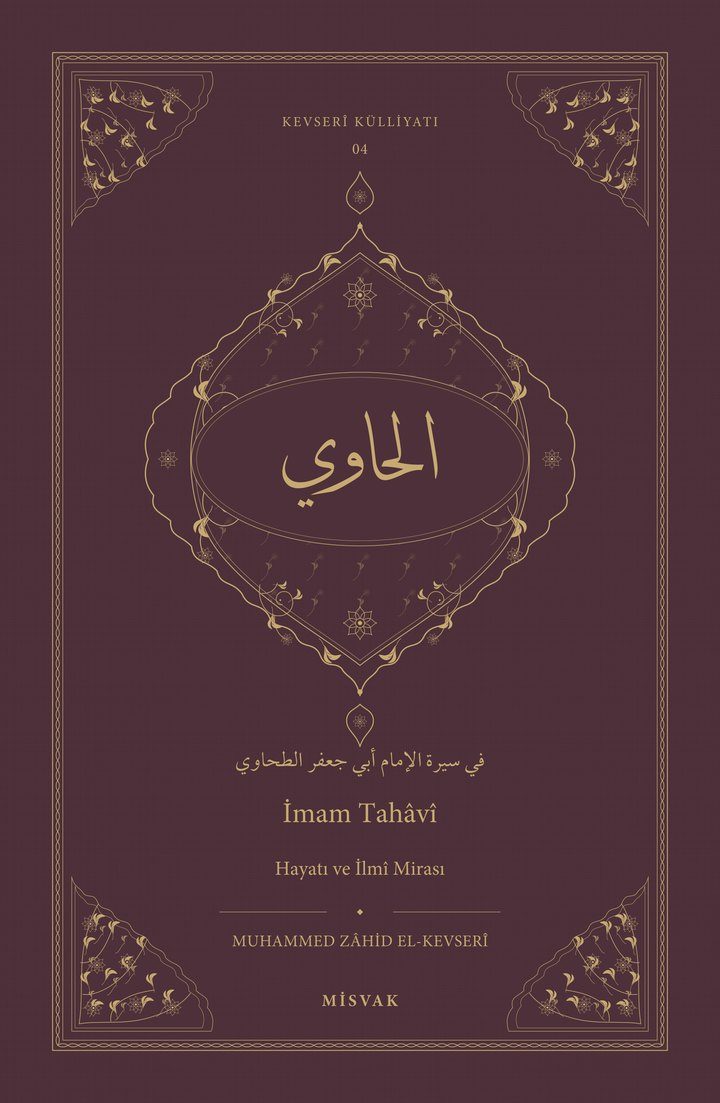 KEVSERÎ KÜLLİYATI
04
الحاوي
في سيرة الإمام أبي جعفر الطحاوي
İmam Tahâvî
Hayatı ve İlmî Mirası
MUHAMMED ZÂHİD EL-KEVSERÎ
MİSVAK